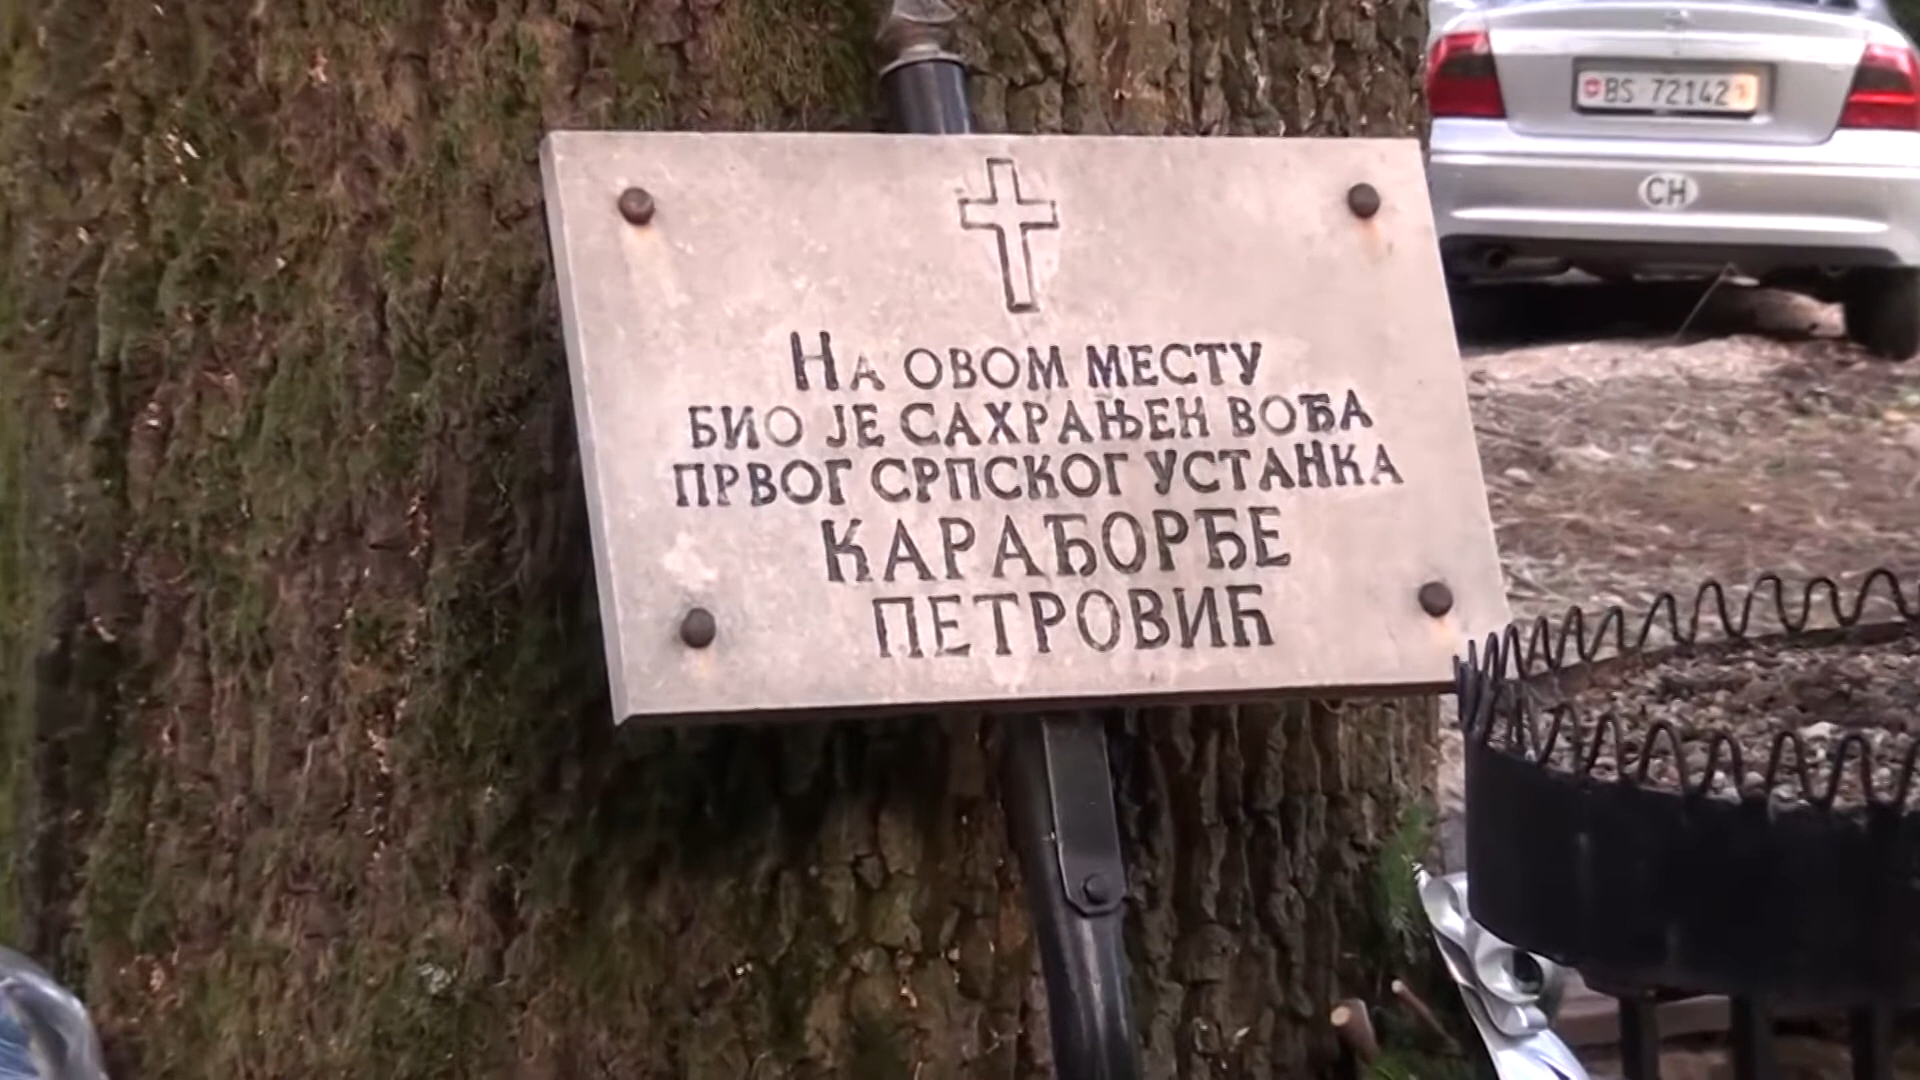 BS 72142
CH
НА ОВОМ МЕСТУ
БИО ЈЕ САХРАЊЕН ВОЂА
ПРВОГ СРПСКОГ УСТАНКА
КАРАЂОРЂЕ
ПЕТРОВИЋ